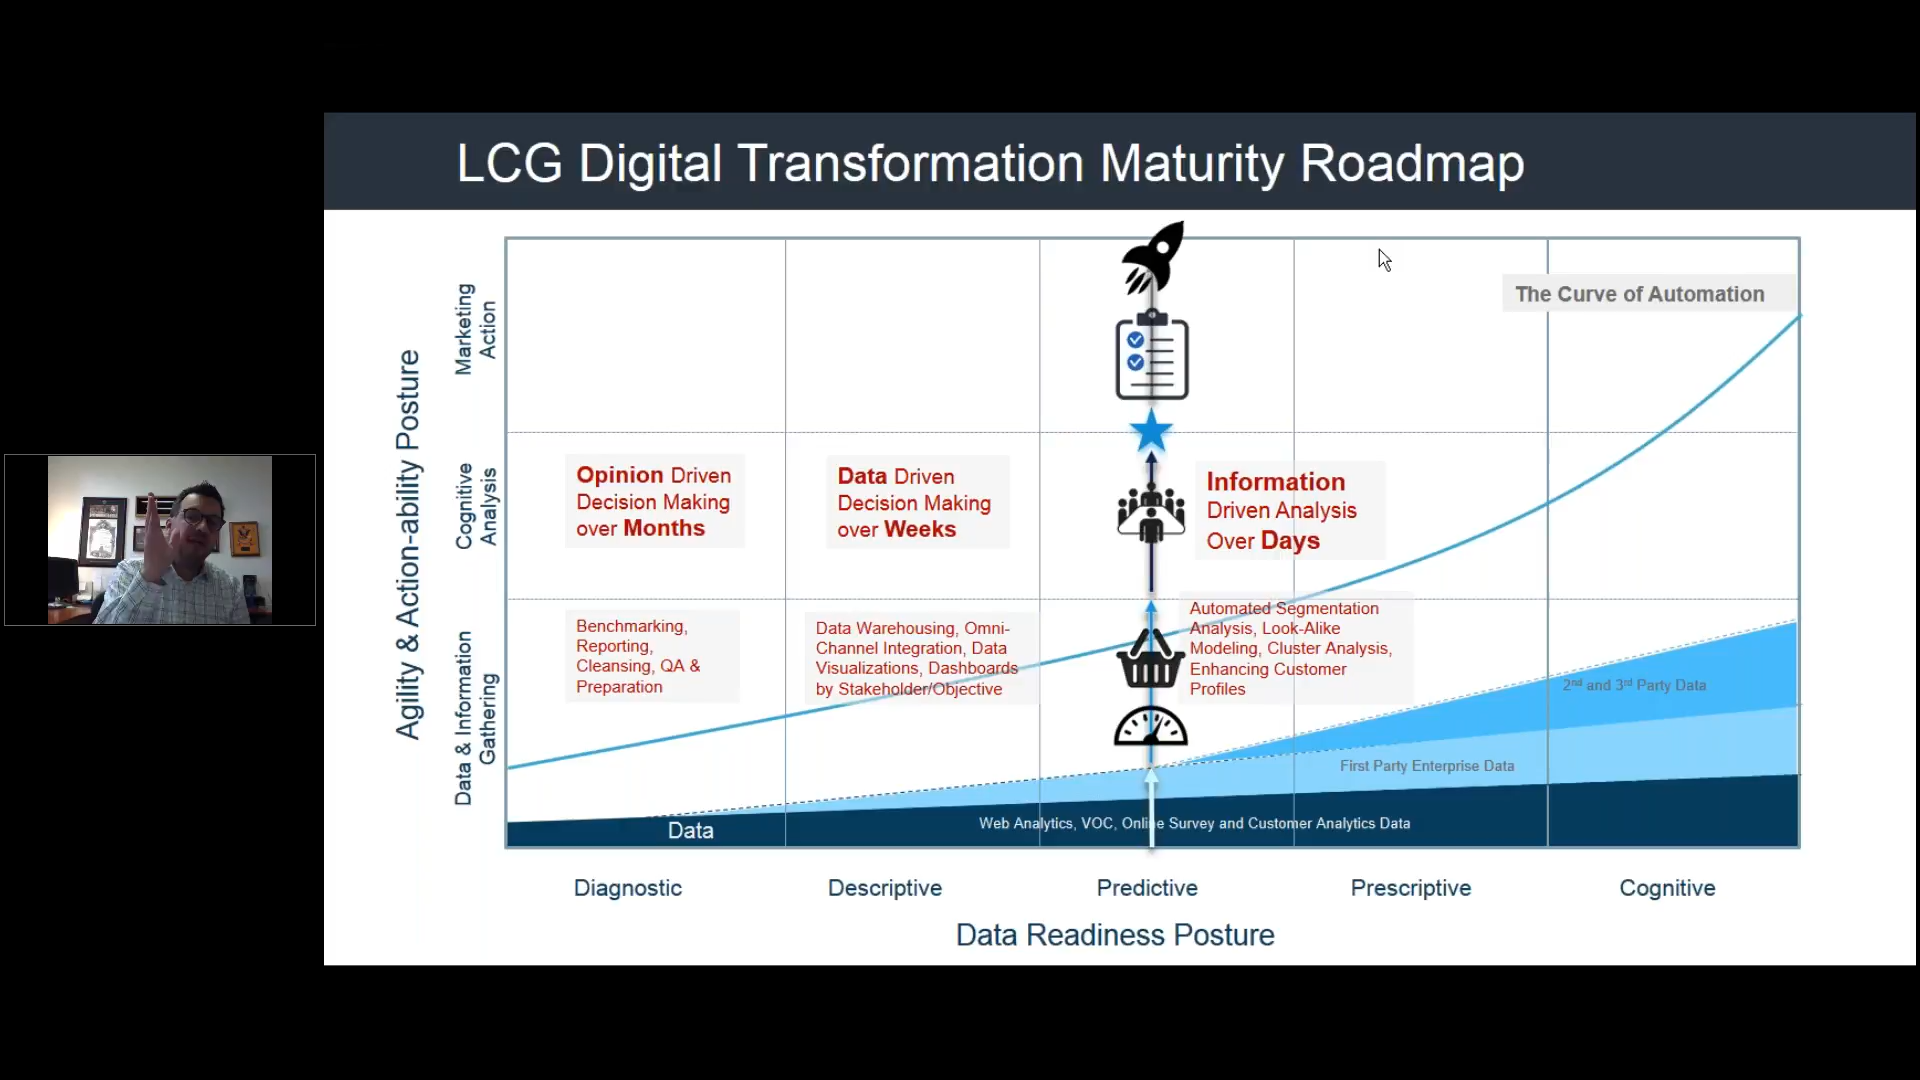 LCG Digital Transformation Maturity Roadmap
Agility & Action-ability Posture
Marketing
Action
Cognitive
Analysis
Data & Information
Gathering
The Curve of Automation
Opinion Driven
Decision Making
over Months
Data Driven
Decision Making
over Weeks
Information
Driven Analysis
Over Days
Benchmarking,
Reporting,
Cleansing, QA &
Preparation
Data Warehousing, Omni-
Channel Integration, Data
Visualizations, Dashboards
by Stakeholder/Objective
Automated Segmentation
Analysis, Look-Alike
Modeling, Cluster Analysis,
Enhancing Customer
Profiles
2nd and 3rd Party Data
First Party Enterprise Data
Data
Web Analytics, VOC, Online Survey and Customer Analytics Data
Diagnostic
Descriptive
Predictive
Prescriptive
Cognitive
Data Readiness Posture